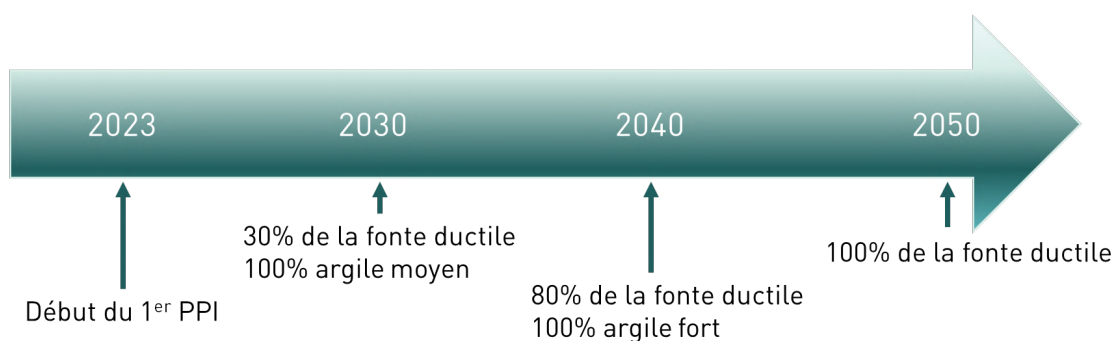 2023 2030 2040 2050
30% de la fonte ductile
100% argile moyen
100% de la fonte ductile
Début du 1er PPI
80% de la fonte ductile
100% argile fort